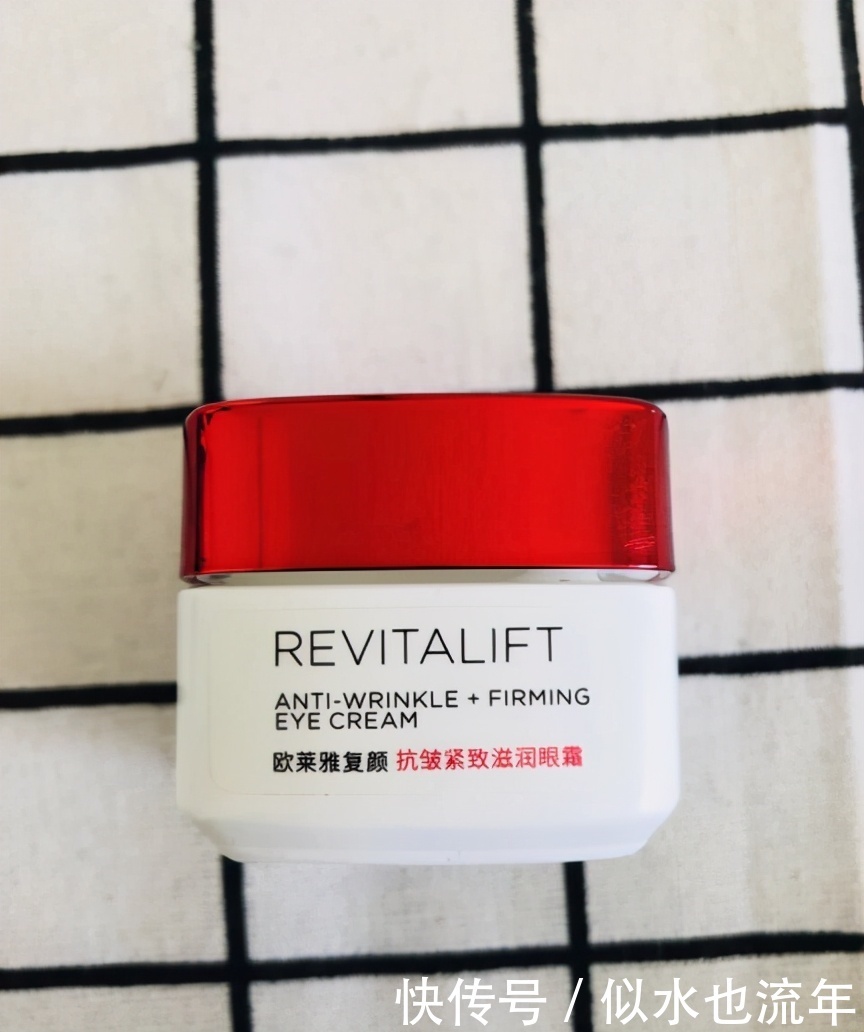 REVITALIFT
ANTI-WRINKLE + FIRMING
EYE CREAM
欧莱雅复颜 抗皱紧致滋润眼霜
快传号 / 似水也流年